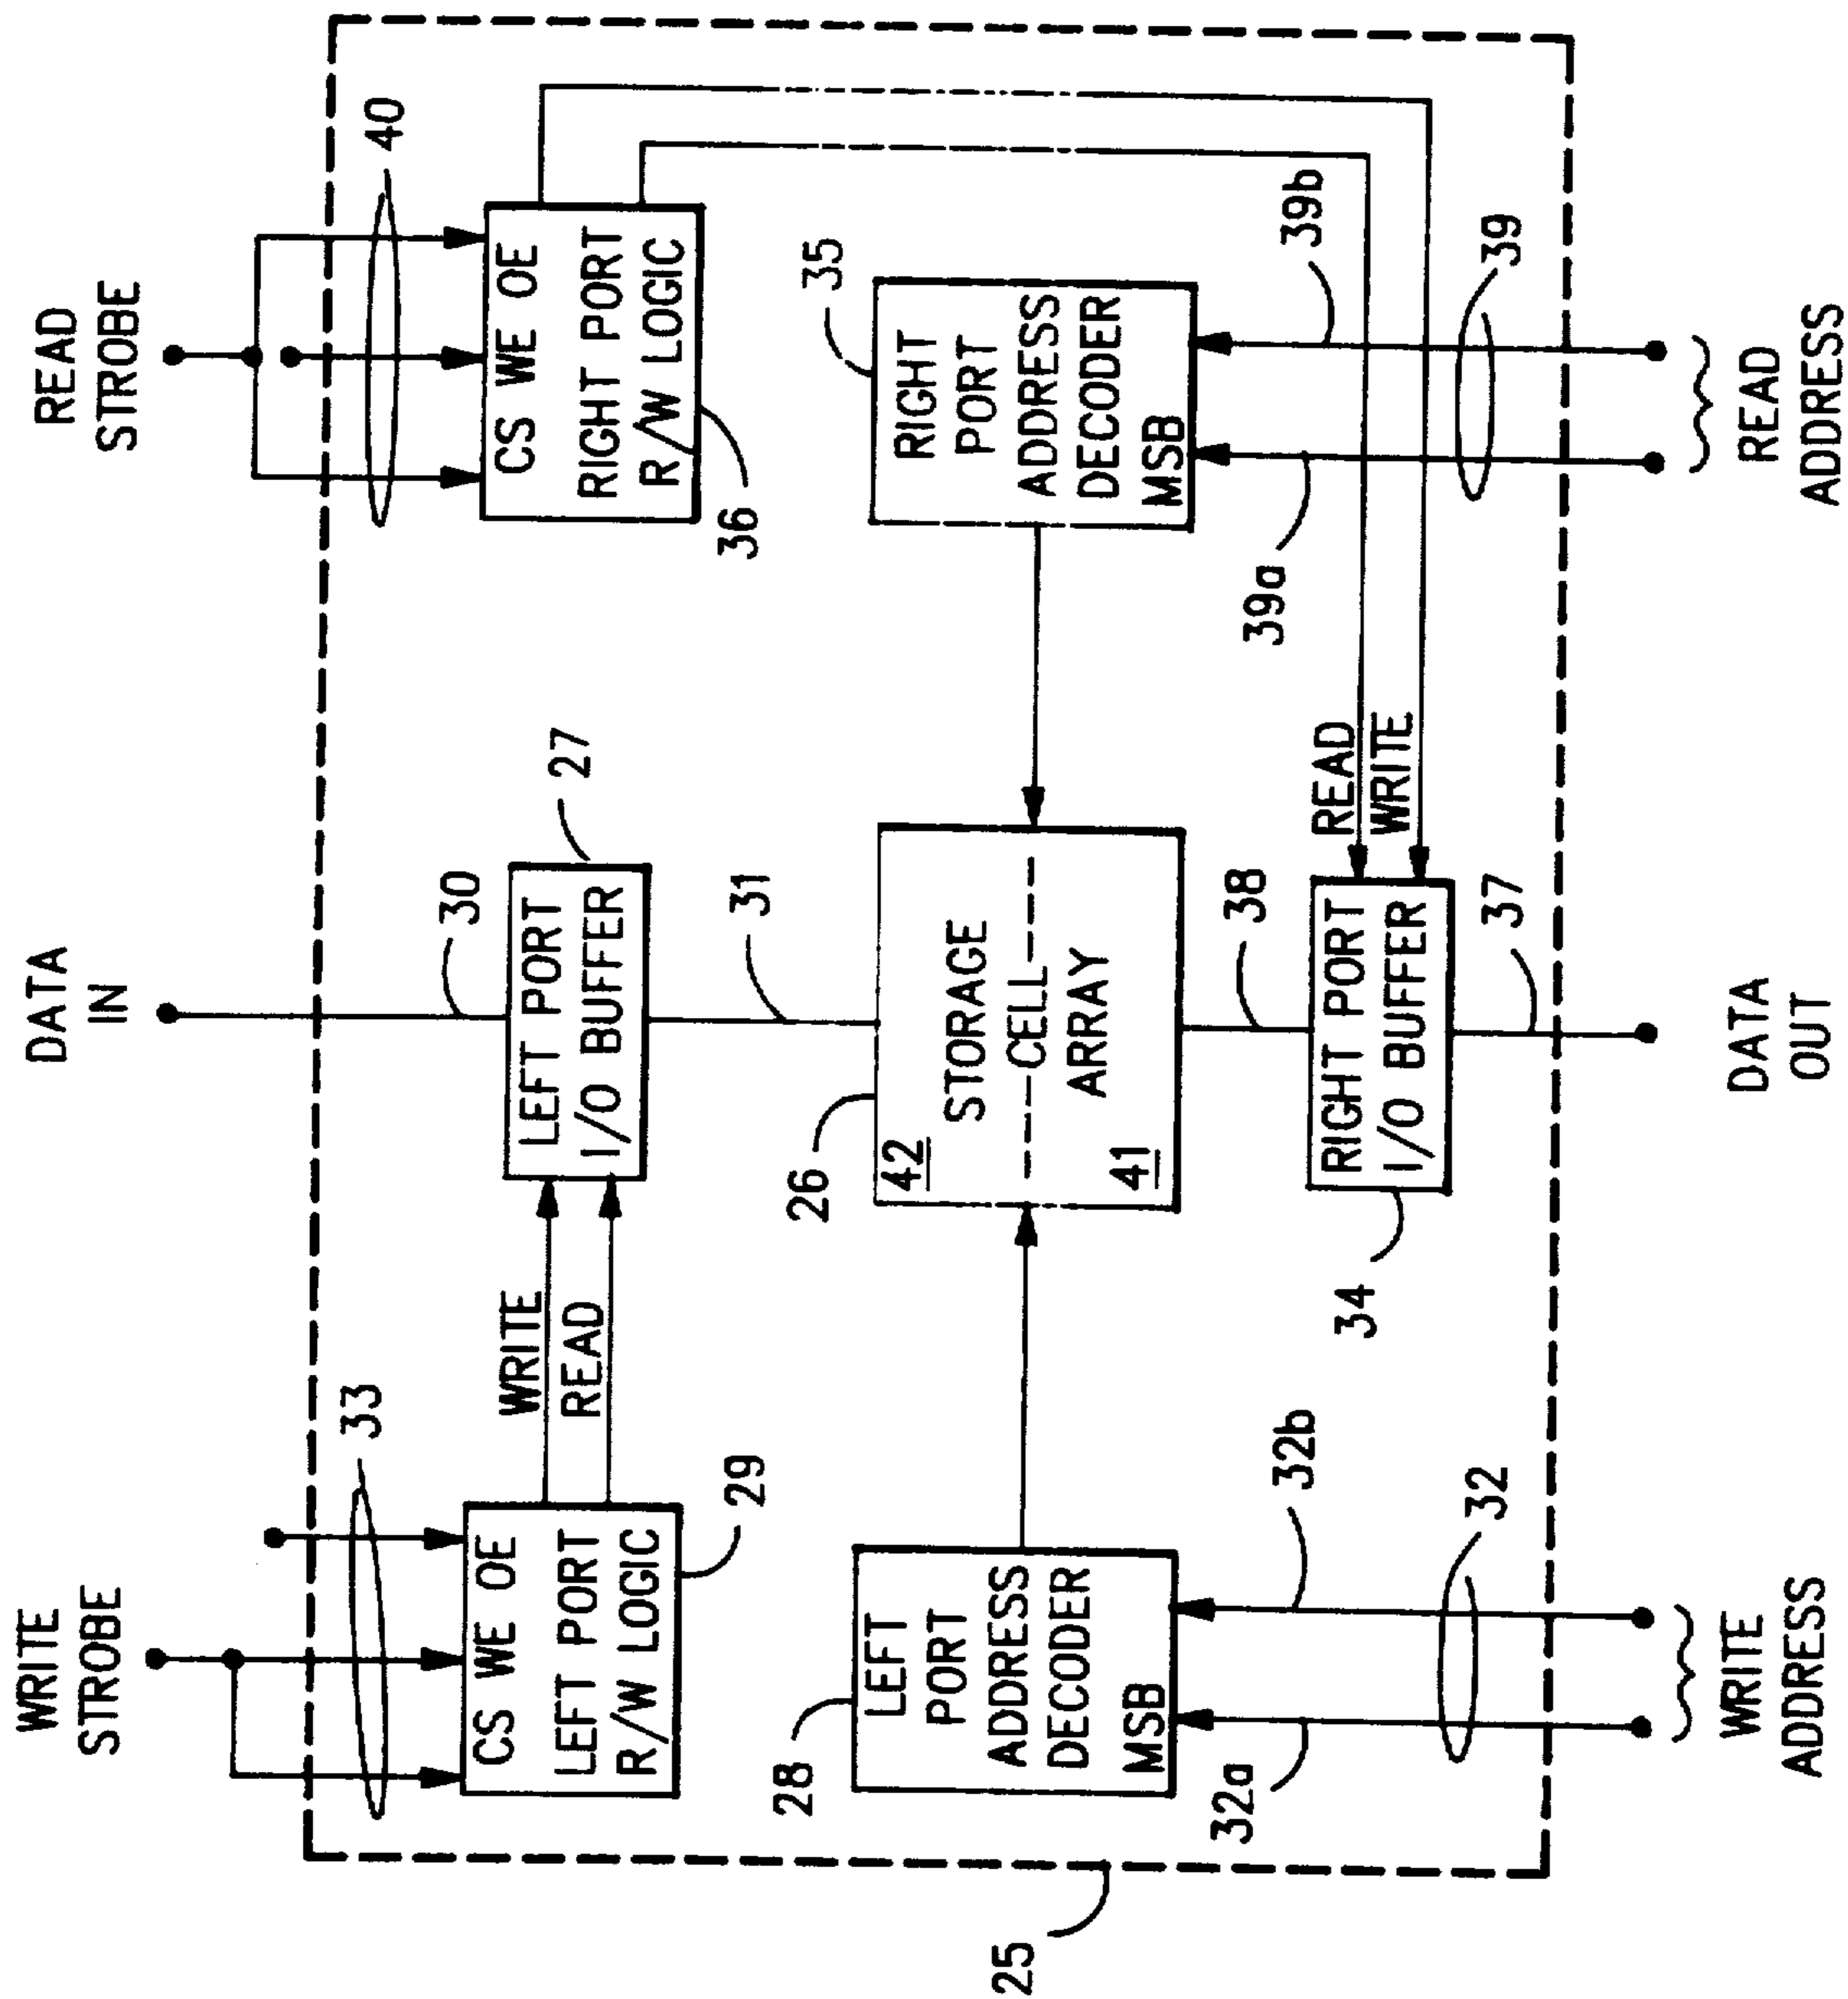 WRITE
STROBE
DATA
IN
READ
STROBE
33
30
40
CS WE OE
LEFT PORT
R/W LOGIC
29
WRITE
READ
LEFT PORT
I/O BUFFER
27
CS WE OE
RIGHT PORT
R/W LOGIC
36
31
28
LEFT
PORT
ADDRESS
DECODER
MSB
26
42
STORAGE
CELL
ARRAY
41
35
RIGHT
PORT
ADDRESS
DECODER
MSB
32a
32b
38
39a
39b
READ
WRITE
34
RIGHT PORT
I/O BUFFER
32
37
39
25
WRITE
ADDRESS
DATA
OUT
READ
ADDRESS